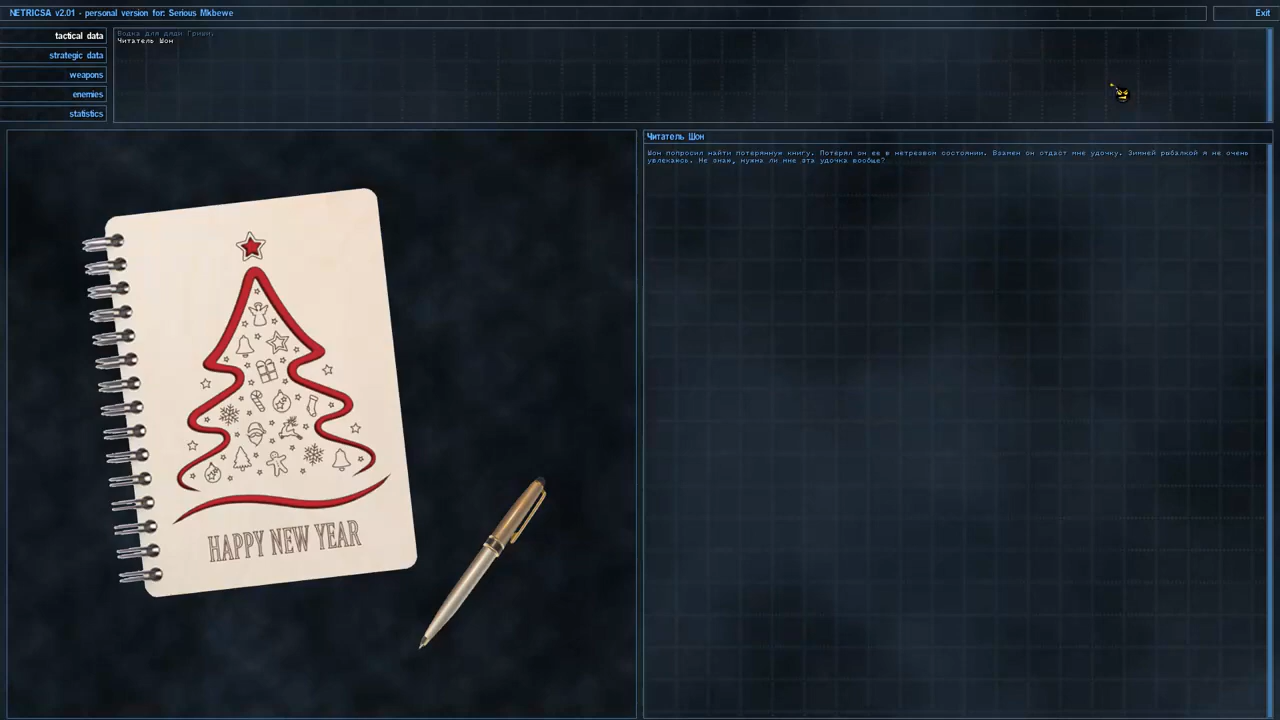 NETRICSA v2.01 - personal version for: Serious Mkbewe
Exit
tactical data
strategic data
weapons
enemies
statistics
Водка для дяди Гриши.
Читатель Шон
Читатель Шон
Шон попросил найти потерянную книгу. Потерял он ее в нетрезвом состоянии. Взамен он отдаст мне удочку. Зимней рыбалкой я не очень
увлекаюсь. Не знаю, нужна ли мне эта удочка вообще?
HAPPY NEW YEAR